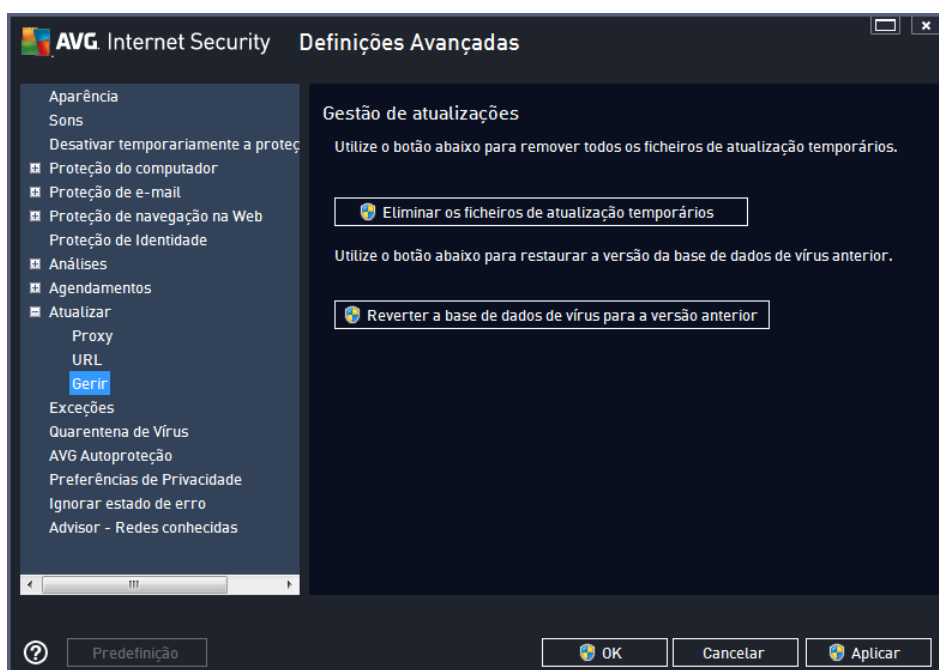 AVG. Internet Security Definições Avançadas
Aparência
Sons
Desativar temporariamente a proteç
Proteção do computador
Proteção de e-mail
Proteção de navegação na Web
Proteção de Identidade
Análises
Agendamentos
Atualizar
Proxy
URL
Gerir
Exceções
Quarentena de Vírus
AVG Autoproteção
Preferências de Privacidade
Ignorar estado de erro
Advisor - Redes conhecidas
Gestão de atualizações
Utilize o botão abaixo para remover todos os ficheiros de atualização temporários.
Eliminar os ficheiros de atualização temporários
Utilize o botão abaixo para restaurar a versão da base de dados de vírus anterior.
Reverter a base de dados de vírus para a versão anterior
Predefinição
OK
Cancelar
Aplicar